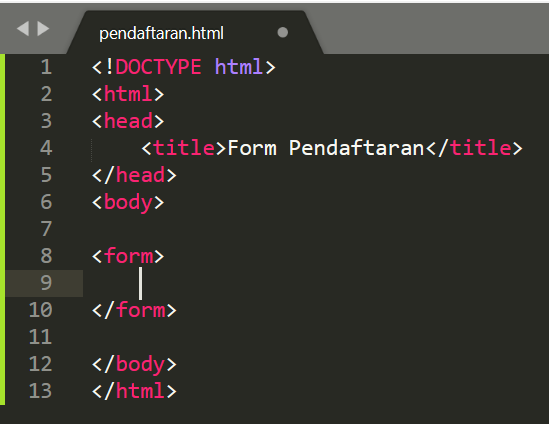 pendaftaran.html
1 <!DOCTYPE html>
2 <html>
3 <head>
4     <title>Form Pendaftaran</title>
5 </head>
6 <body>
7
8 <form>
9
10 </form>
11
12 </body>
13 </html>